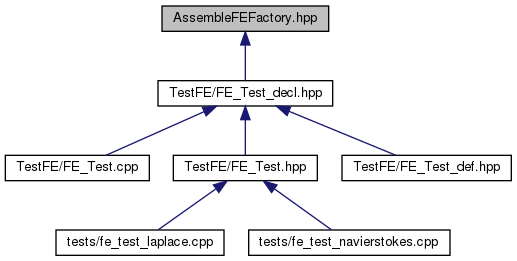 AssembleFEFactory.hpp
TestFE/FE_Test_decl.hpp
TestFE/FE_Test.cpp
TestFE/FE_Test.hpp
TestFE/FE_Test_def.hpp
tests/fe_test_laplace.cpp
tests/fe_test_navierstokes.cpp